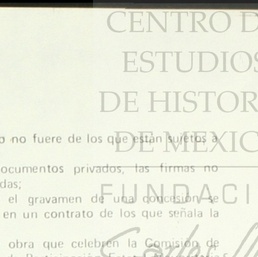 CENTRO D
ESTUDIOS
DE HISTOR
DE MEXIC
FUNDACI
no fuere de los que están sujetos a
ocumentos privados, las firmas no
das;
el gravamen de una concesión se
en un contrato de los que señala la
obra que celebren la Comisión de